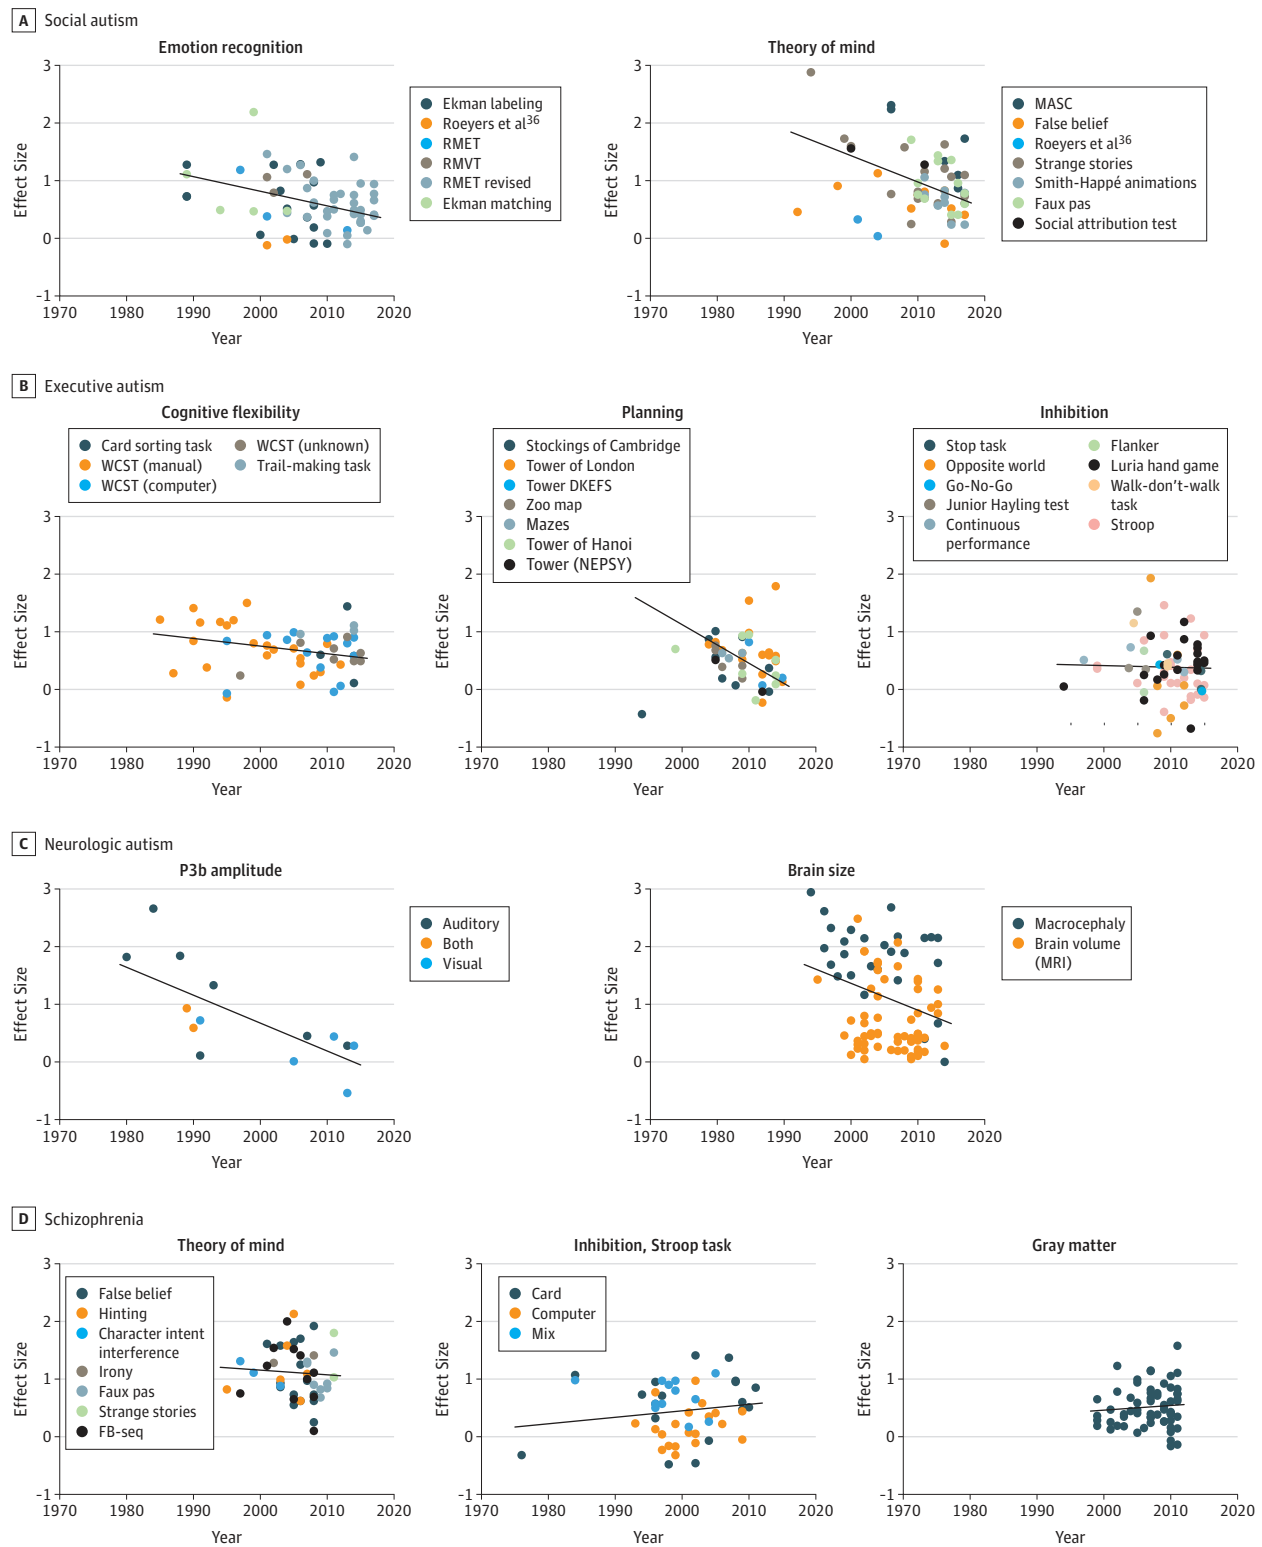 A Social autism
Emotion recognition
3
2
1
0
-1
Effect Size
1970 1980 1990 2000 2010 2020
Year
Ekman labeling
Roeyers et al36
RMET
RMVT
RMET revised
Ekman matching
Theory of mind
3
2
1
0
-1
Effect Size
1970 1980 1990 2000 2010 2020
Year
MASC
False belief
Roeyers et al36
Strange stories
Smith-Happé animations
Faux pas
Social attribution test
B Executive autism
Cognitive flexibility
Card sorting task
WCST (manual)
WCST (computer)
WCST (unknown)
Trail-making task
3
2
1
0
-1
Effect Size
1970 1980 1990 2000 2010 2020
Year
Planning
Stockings of Cambridge
Tower of London
Tower DKEFS
Zoo map
Mazes
Tower of Hanoi
Tower (NEPSY)
3
2
1
0
-1
Effect Size
1970 1980 1990 2000 2010 2020
Year
Inhibition
Stop task
Opposite world
Go-No-Go
Junior Hayling test
Continuous
performance
Flanker
Luria hand game
Walk-don't-walk
task
Stroop
3
2
1
0
-1
Effect Size
1970 1980 1990 2000 2010 2020
Year
C Neurologic autism
P3b amplitude
3
2
1
0
-1
Effect Size
1970 1980 1990 2000 2010 2020
Year
Auditory
Both
Visual
Brain size
3
2
1
0
-1
Effect Size
1970 1980 1990 2000 2010 2020
Year
Macrocephaly
Brain volume
(MRI)
D Schizophrenia
Theory of mind
False belief
Hinting
Character intent
interference
Irony
Faux pas
Strange stories
FB-seq
3
2
1
0
-1
Effect Size
1970 1980 1990 2000 2010 2020
Year
Inhibition, Stroop task
Card
Computer
Mix
3
2
1
0
-1
Effect Size
1970 1980 1990 2000 2010 2020
Year
Gray matter
3
2
1
0
-1
Effect Size
1970 1980 1990 2000 2010 2020
Year